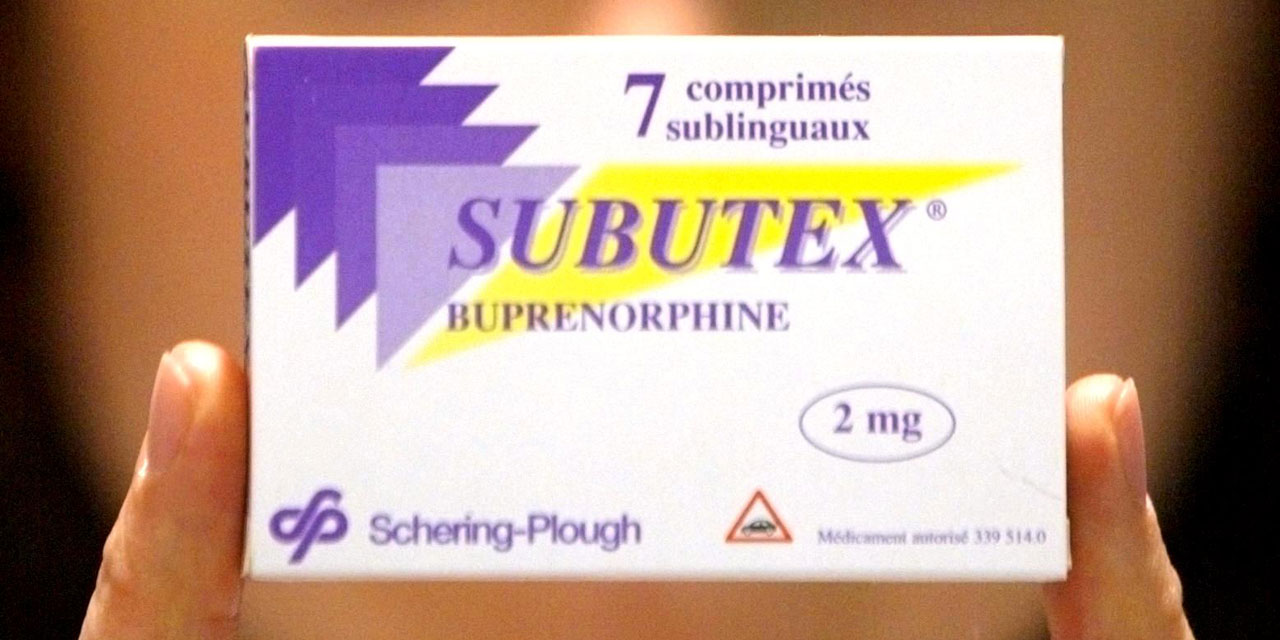 7 comprimés
sublinguaux
SUBUTEX ®
BUPRENORPHINE
2 mg
Schering-Plough
Médicament autorisé 339 514.0